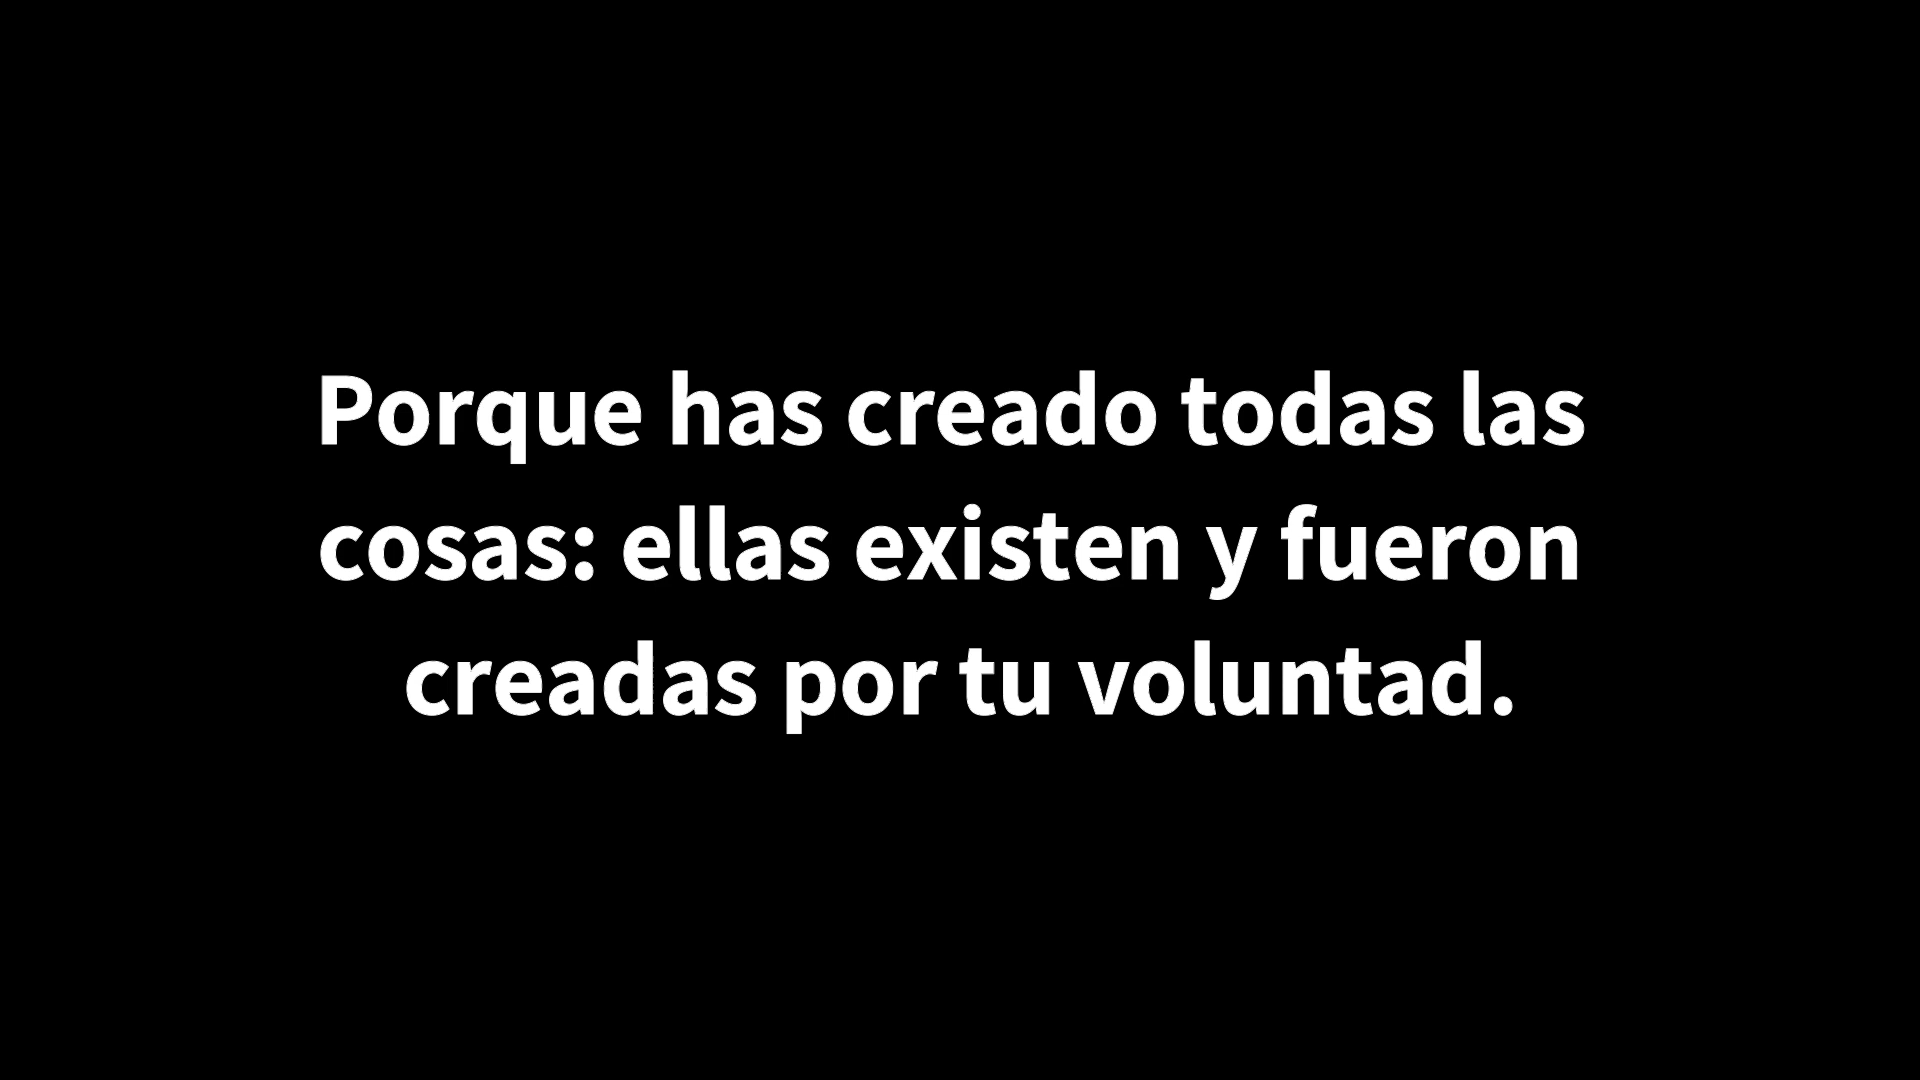 Porque has creado todas las
cosas: ellas existen y fueron
creadas por tu voluntad.